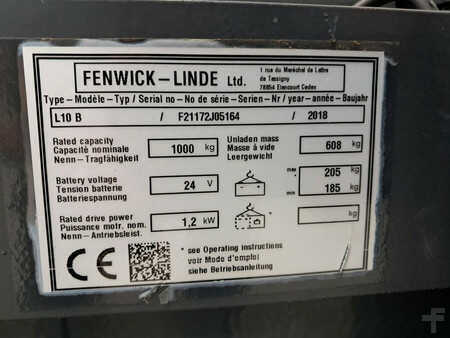 FENWICK-LINDE Ltd.
1 rue du Maréchal de Lattre
de Tassigny
78854 Elancourt Cedex
Type - Modèle - Typ / Serial no - No de série - Serien - Nr / year - année - Baujahr
L10 B / F21172J05164 / 2018
Rated capacity
Capacité nominale
Nenn - Tragfähigkeit
1000 kg
Unladen mass
Masse à vide
Leergewicht
608 kg
Battery voltage
Tension batterie
Batteriespannung
24 V
max 205 kg
min 185 kg
Rated drive power
Puissance motr. nom.
Nenn - Antriebsleist.
1,2 kW
kg
CE
* see Operating instructions
voir Mode d'emploi
siehe Betriebsanleitung